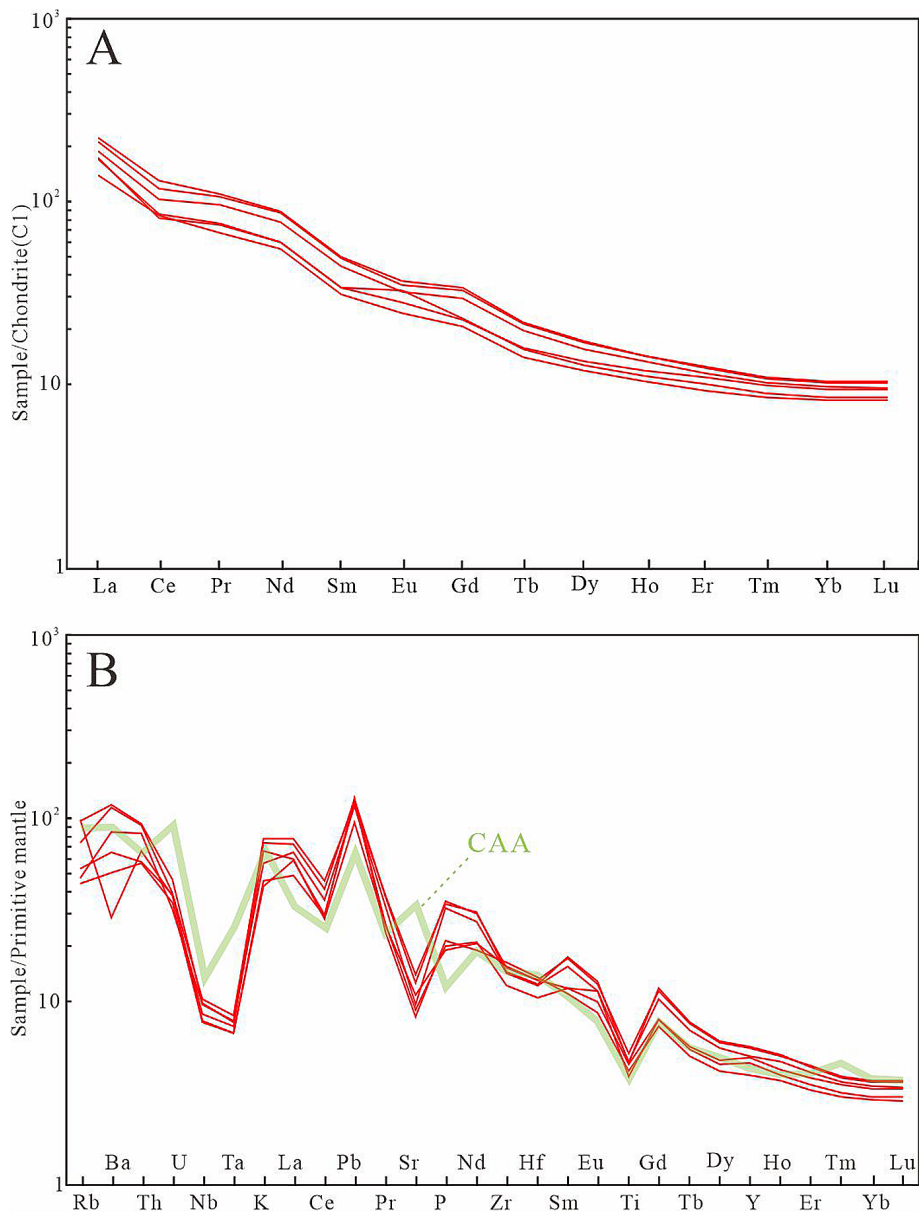 A
10³
10²
10
1
Sample/Chondrite(C1)
La Ce Pr Nd Sm Eu Gd Tb Dy Ho Er Tm Yb Lu
B
10³
10²
10
1
Sample/Primitive mantle
CAA
Ba U Ta La Pb Sr Nd Hf Eu Gd Dy Ho Tm Lu
Rb Th Nb K Ce Pr P Zr Sm Ti Tb Y Er Yb